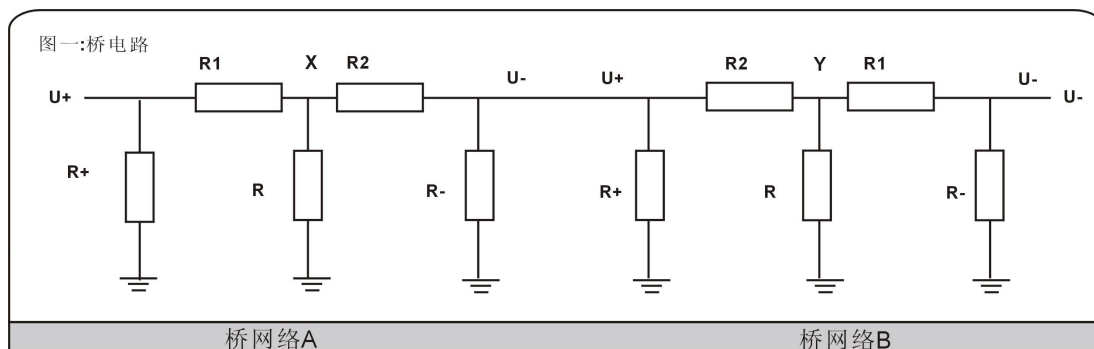 图一:桥电路
R1 X R2 U- U+ R2 Y R1 U-
U+ U-
R+ R R- R+ R R-
桥网络A 桥网络B